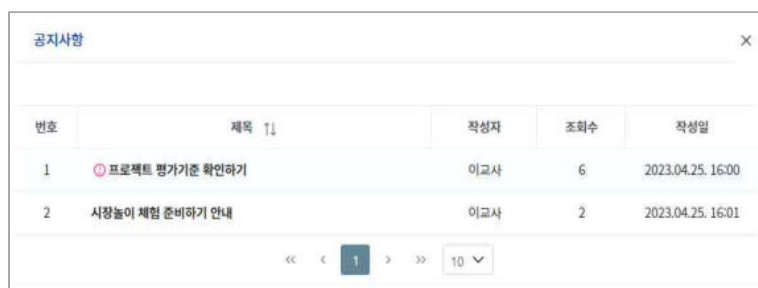 공지사항
번호 제목 작성자 조회수 작성일
1 프로젝트 평가기준 확인하기 이교사 6 2023.04.25. 16:00
2 시장놀이 체험 준비하기 안내 이교사 2 2023.04.25. 16:01
« ‹ 1 › » 10